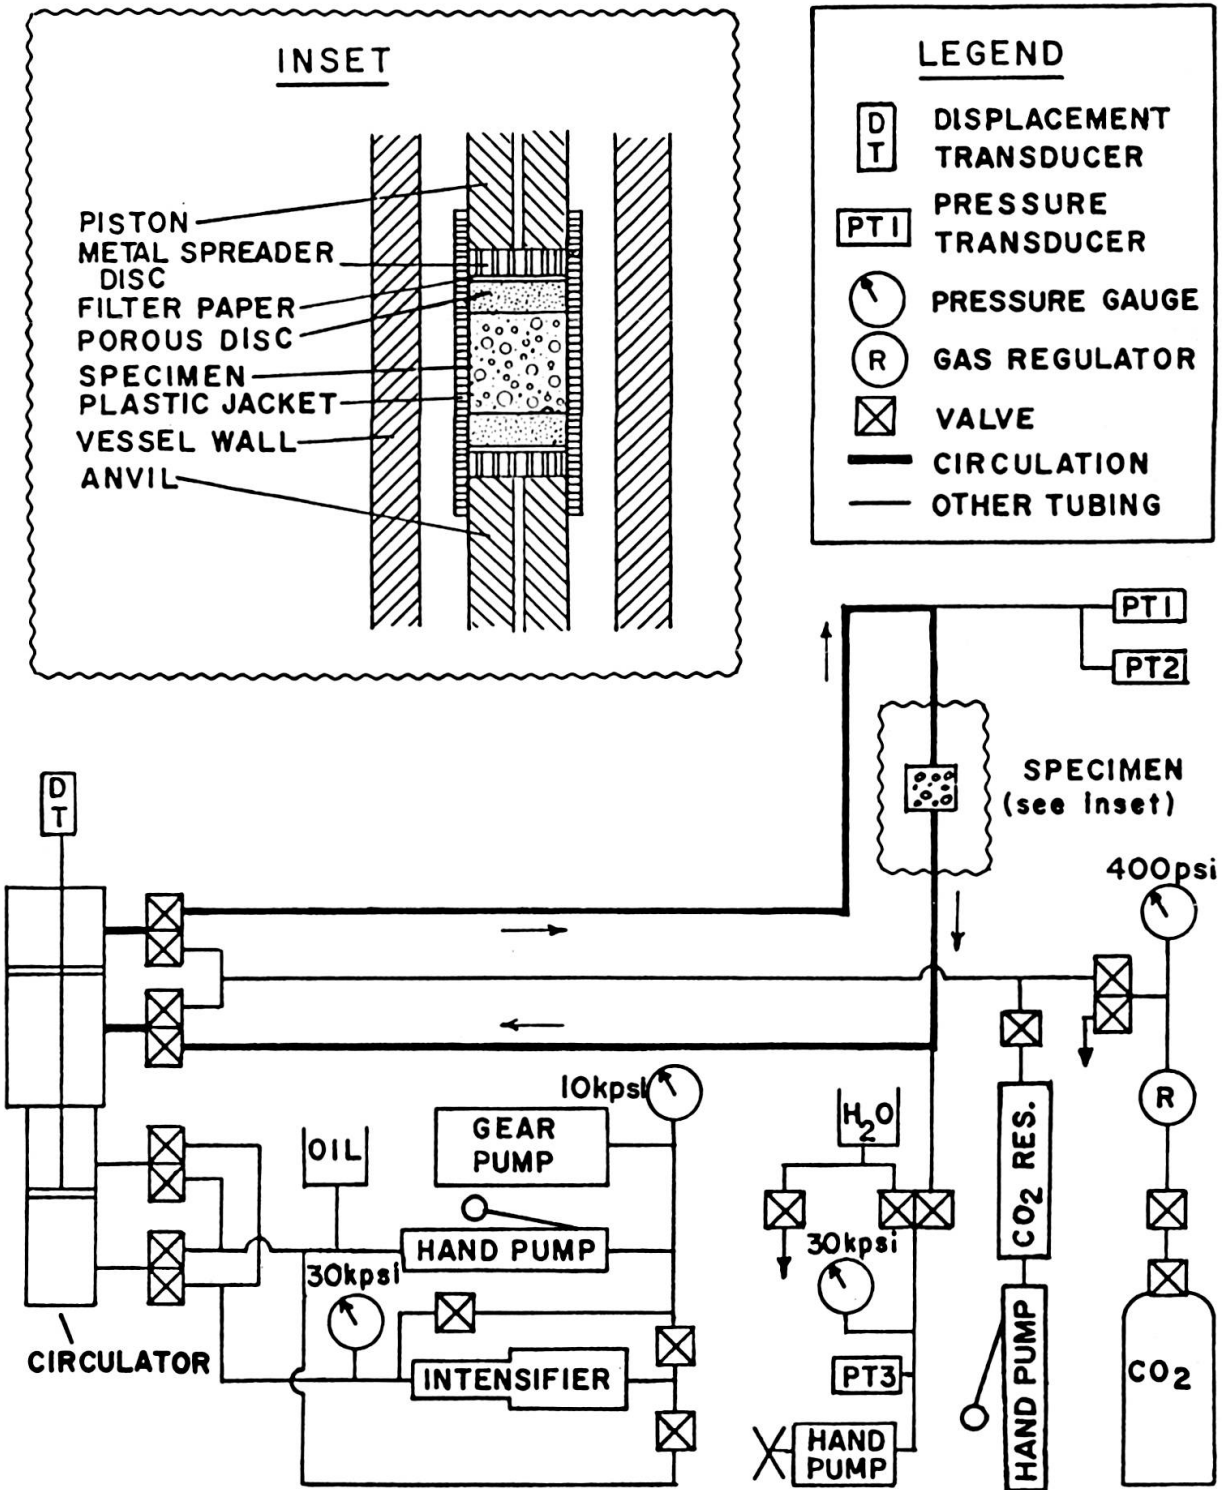 INSET
PISTON
METAL SPREADER
DISC
FILTER PAPER
POROUS DISC
SPECIMEN
PLASTIC JACKET
VESSEL WALL
ANVIL
LEGEND
D
T
DISPLACEMENT
TRANSDUCER
PT1
PRESSURE
TRANSDUCER
PRESSURE GAUGE
R
GAS REGULATOR
VALVE
CIRCULATION
OTHER TUBING
PT1
PT2
SPECIMEN
(see inset)
D
T
400psi
10kpsi
GEAR
PUMP
OIL
H2O
R
CO2 RES.
HAND PUMP
30kpsi
30kpsi
CIRCULATOR
INTENSIFIER
PT3
HAND
PUMP
HAND PUMP
CO2